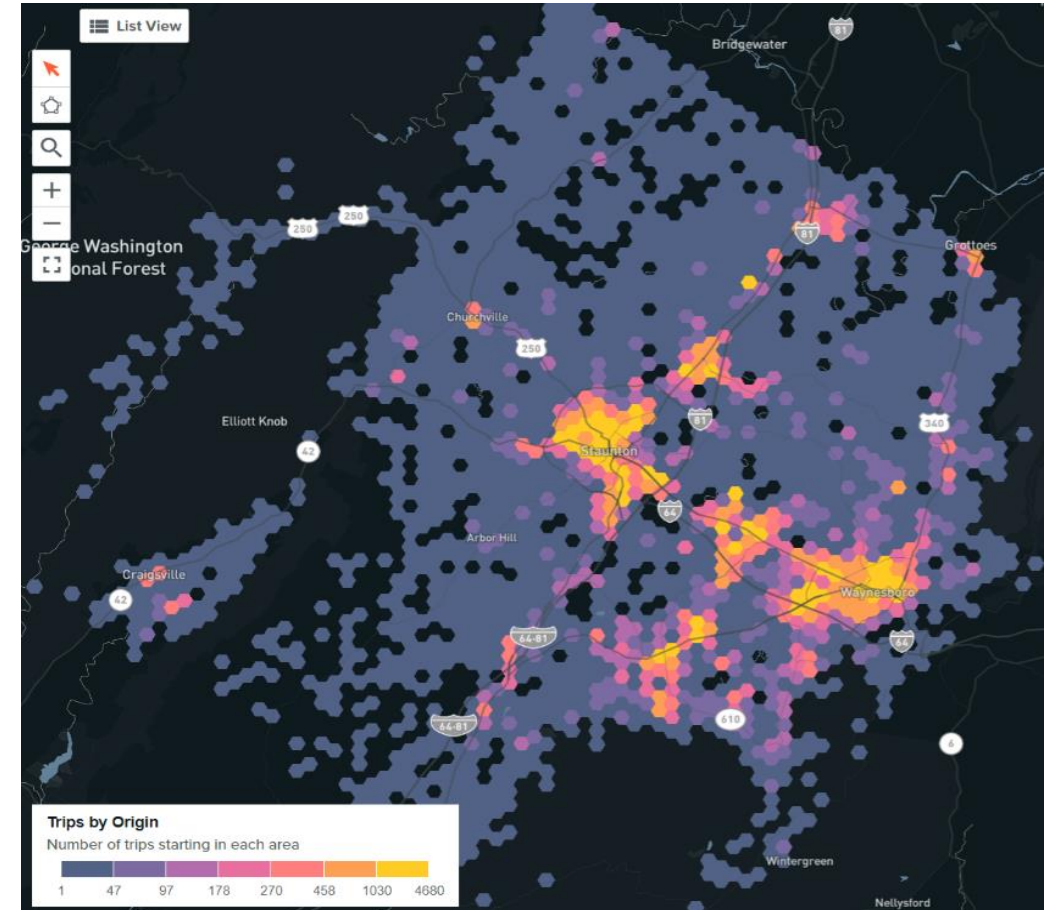 List View
81
Bridgewater
250
250
George Washington
onal Forest
81
Grottoes
Churchville
250
Elliott Knob
42
81
340
Staunton
64
Arbor Hill
Craigsville
42
Waynesboro
64-81
64
64-81
610
6
Trips by Origin
Number of trips starting in each area
1 47 97 178 270 458 1030 4680
Wintergreen
Nellysford